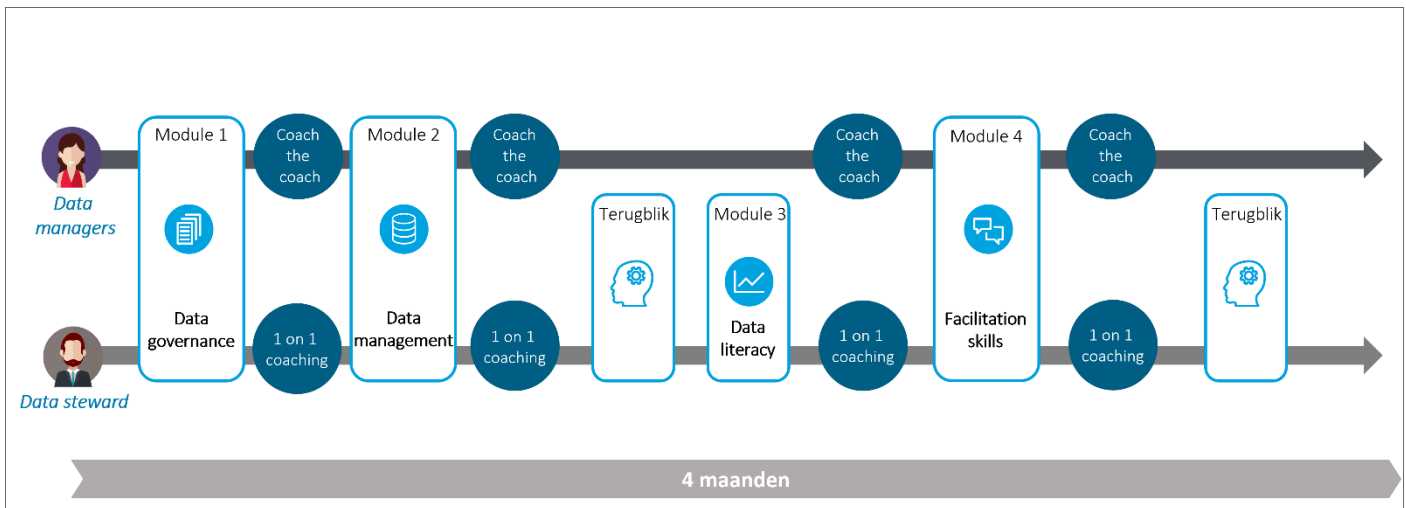 Data
managers
Module 1
Data
governance
Coach
the
coach
1 on 1
coaching
Module 2
Data
management
Coach
the
coach
1 on 1
coaching
Terugblik
Module 3
Data
literacy
Coach
the
coach
1 on 1
coaching
Module 4
Facilitation
skills
Coach
the
coach
1 on 1
coaching
Terugblik
Data steward
4 maanden